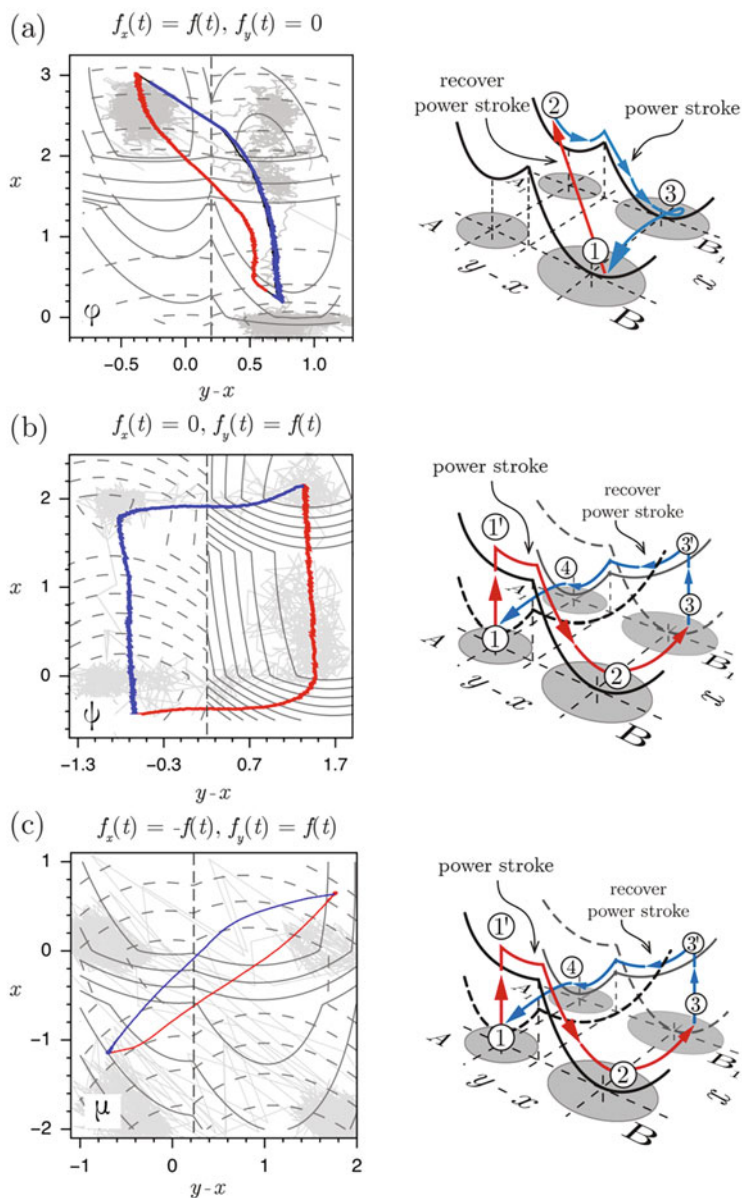 (a) f_x(t) = f(t), f_y(t) = 0
3
2
1
0
x
φ
−0.5 0.0 0.5 1.0
y - x
recover
power stroke
power stroke
②
③
①
A
A₁
y - x
B
B₁
x
(b) f_x(t) = 0, f_y(t) = f(t)
2
1
0
x
ψ
−1.3 −0.3 0.7 1.7
y - x
power stroke
recover
power stroke
①'
④
③'
③
①
②
A
y - x
B
B₁
x
(c) f_x(t) = -f(t), f_y(t) = f(t)
1
0
−1
−2
x
μ
−1 0 1 2
y - x
power stroke
recover
power stroke
①'
④
③'
③
①
②
A
y - x
B
B₁
x